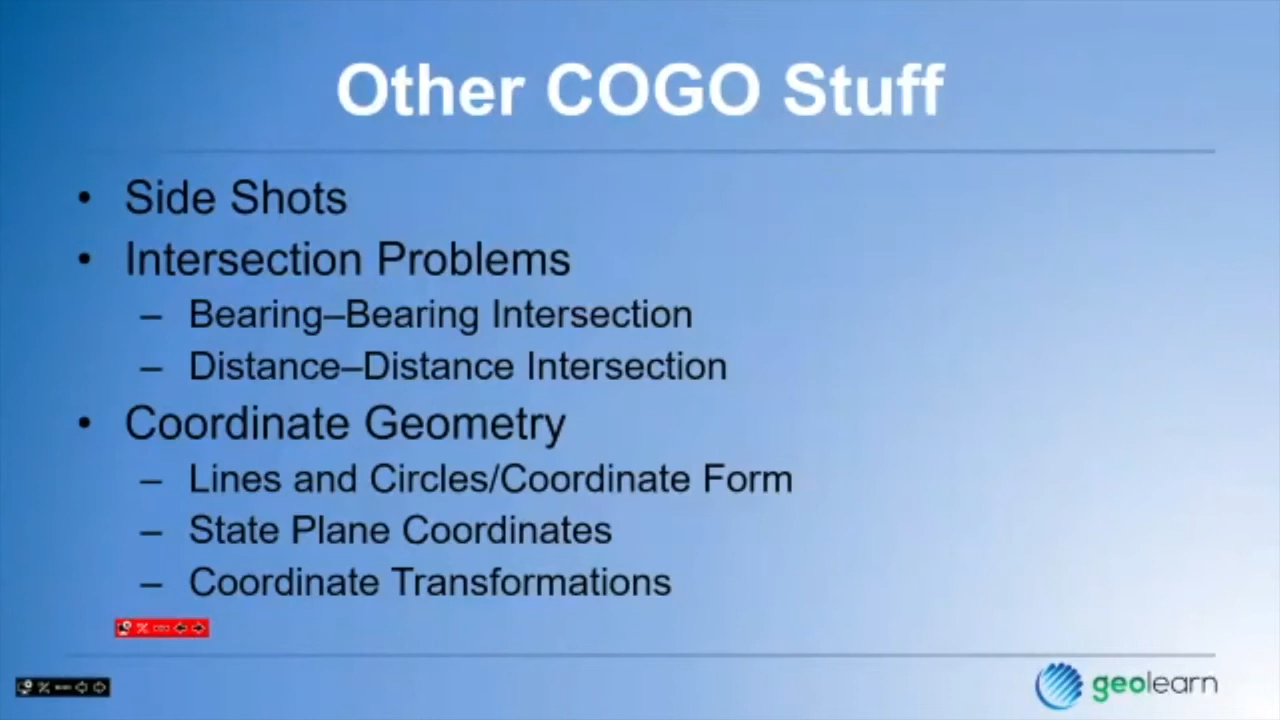 Other COGO Stuff
• Side Shots
• Intersection Problems
– Bearing–Bearing Intersection
– Distance–Distance Intersection
• Coordinate Geometry
– Lines and Circles/Coordinate Form
– State Plane Coordinates
– Coordinate Transformations
geolearn